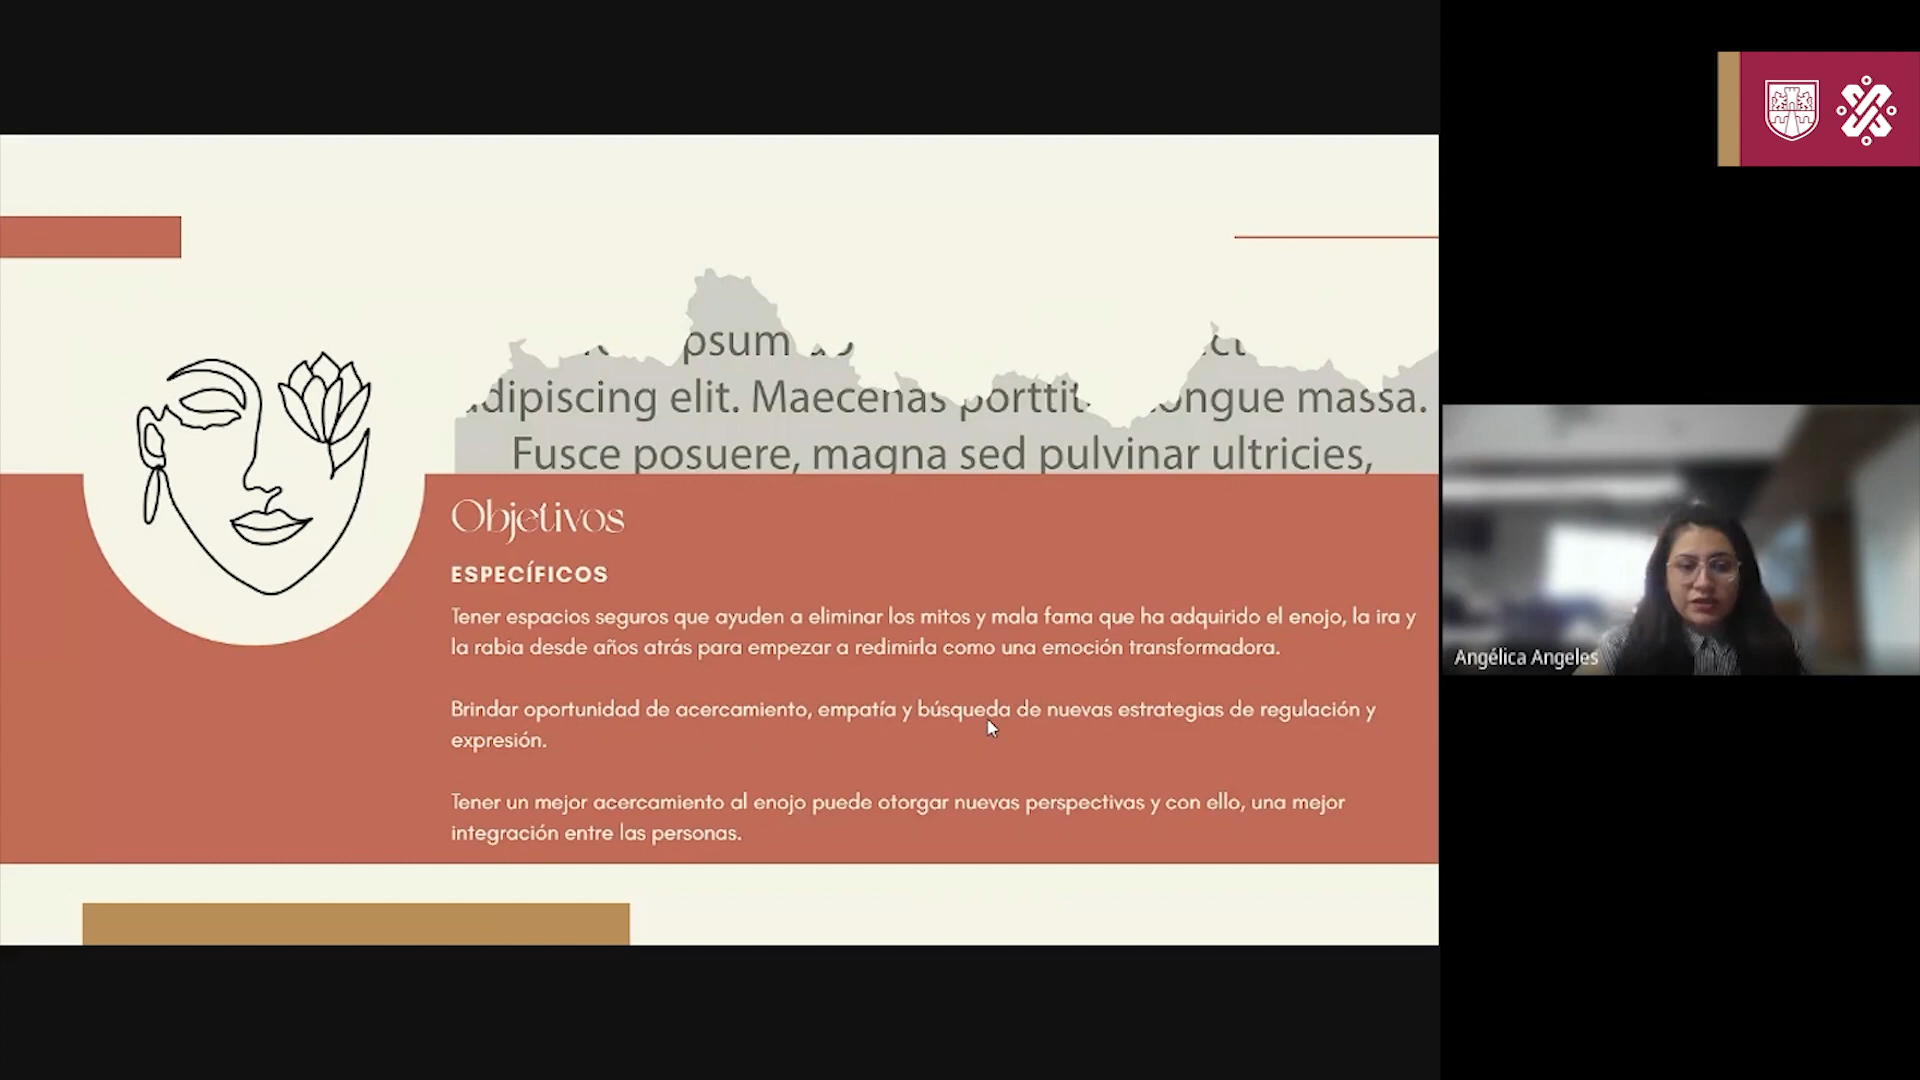 psum
dipiscing elit. Maecenas porttit ongue massa.
Fusce posuere, magna sed pulvinar ultricies,
Objetivos
ESPECÍFICOS
Tener espacios seguros que ayuden a eliminar los mitos y mala fama que ha adquirido el enojo, la ira y
la rabia desde años atrás para empezar a redimirla como una emoción transformadora.
Brindar oportunidad de acercamiento, empatía y búsqueda de nuevas estrategias de regulación y
expresión.
Tener un mejor acercamiento al enojo puede otorgar nuevas perspectivas y con ello, una mejor
integración entre las personas.
Angélica Angeles